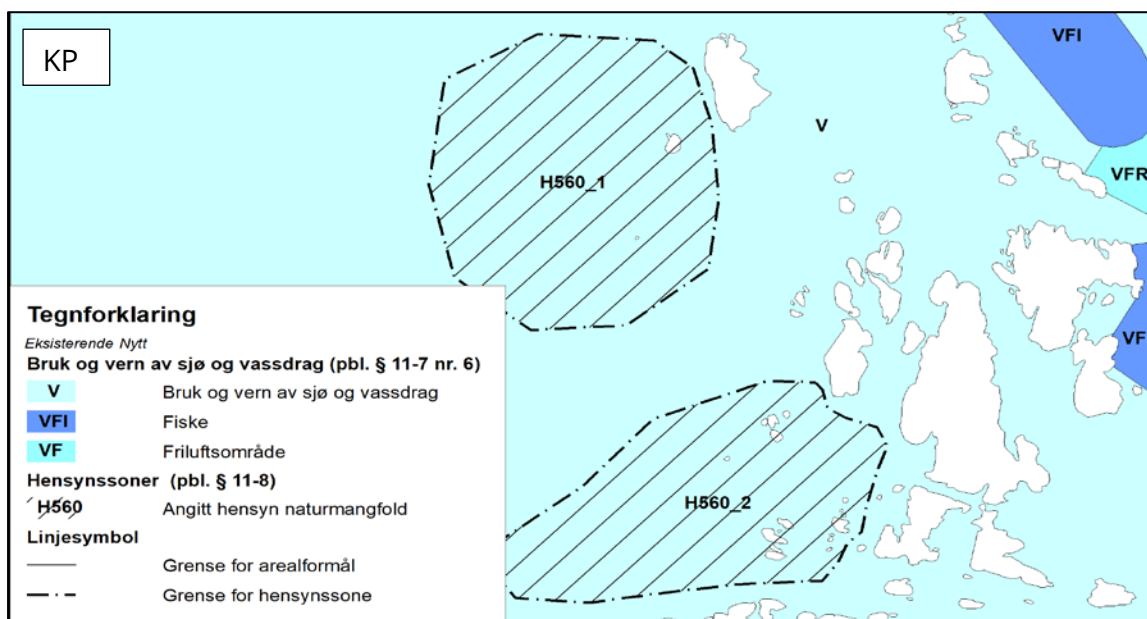 KP
VFI
V
VFR
H560_1
VF
H560_2
Tegnforklaring
Eksisterende Nytt
Bruk og vern av sjø og vassdrag (pbl. § 11-7 nr. 6)
V Bruk og vern av sjø og vassdrag
VFI Fiske
VF Friluftsområde
Hensynssoner (pbl. § 11-8)
H560 Angitt hensyn naturmangfold
Linjesymbol
Grense for arealformål
Grense for hensynssone